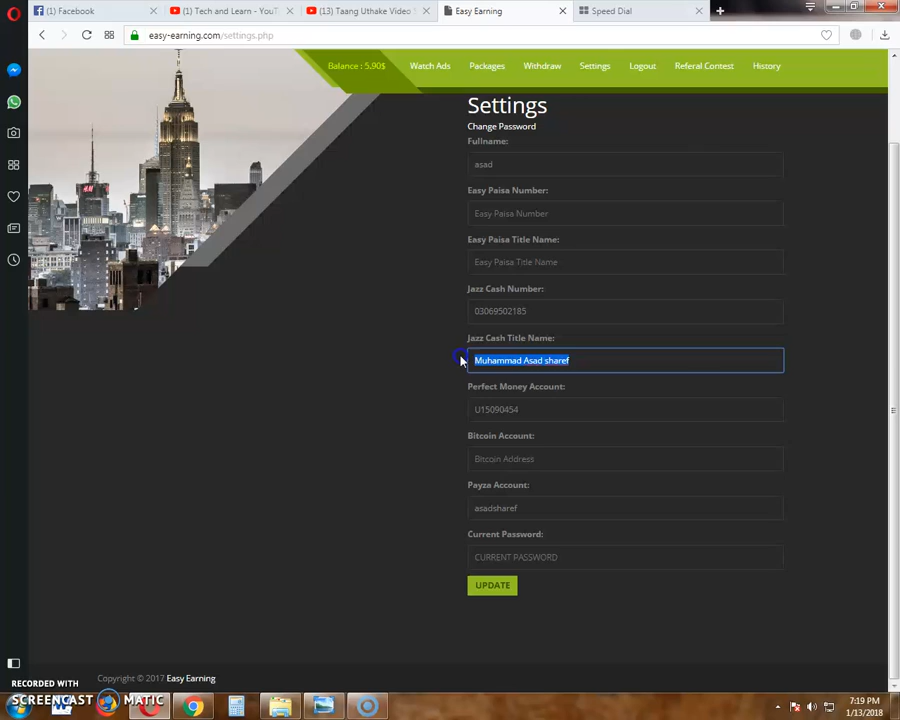 (1) Facebook
(1) Tech and Learn - YouT
(13) Taang Uthake Video
Easy Earning
Speed Dial
easy-earning.com/settings.php
Balance : 5.90$
Watch Ads
Packages
Withdraw
Settings
Logout
Referal Contest
History
H&M
Settings
Change Password
Fullname:
asad
Easy Paisa Number:
Easy Paisa Number
Easy Paisa Title Name:
Easy Paisa Title Name
Jazz Cash Number:
03069502185
Jazz Cash Title Name:
Muhammad Asad sharef
Perfect Money Account:
U15090454
Bitcoin Account:
Bitcoin Address
Payza Account:
asadsharef
Current Password:
CURRENT PASSWORD
UPDATE
Copyright © 2017 Easy Earning
RECORDED WITH
SCREENCAST MATIC
7:19 PM
1/13/2018